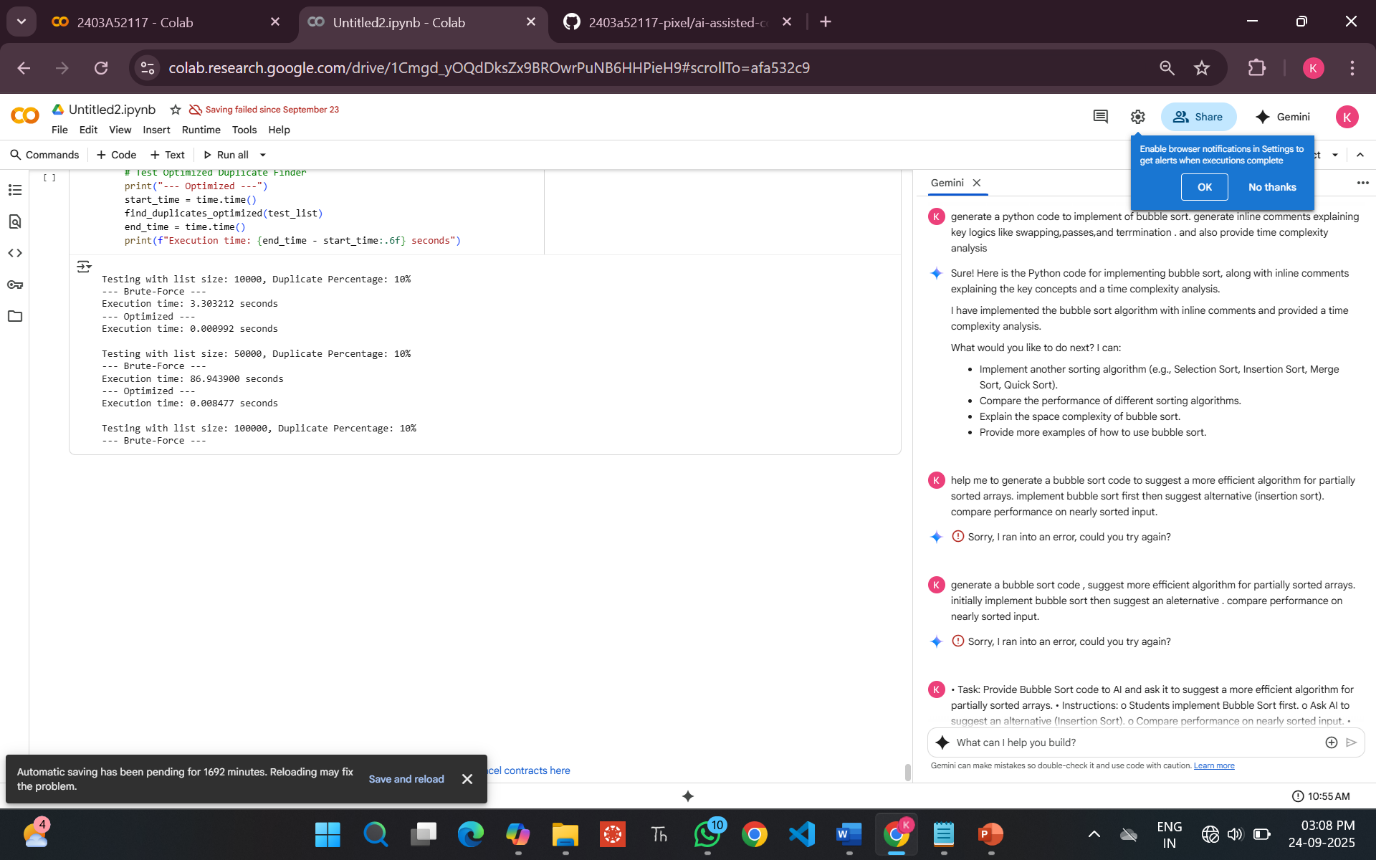 2403A52117 - Colab
Untitled2.ipynb - Colab
2403a52117-pixel/ai-assisted-c
colab.research.google.com/drive/1Cmgd_yOQdDksZx9BROwrPuNB6HHPieH9#scrollTo=afa532c9
K
Untitled2.ipynb
Saving failed since September 23
File Edit View Insert Runtime Tools Help
Share
Gemini
K
Commands + Code + Text Run all
Enable browser notifications in Settings to
get alerts when executions complete
OK No thanks
[ ]
# Test Optimized Duplicate Finder
print("--- Optimized ---")
start_time = time.time()
find_duplicates_optimized(test_list)
end_time = time.time()
print(f"Execution time: {end_time - start_time:.6f} seconds")
Testing with list size: 10000, Duplicate Percentage: 10%
--- Brute-Force ---
Execution time: 3.303212 seconds
--- Optimized ---
Execution time: 0.000992 seconds
Testing with list size: 50000, Duplicate Percentage: 10%
--- Brute-Force ---
Execution time: 86.943900 seconds
--- Optimized ---
Execution time: 0.008477 seconds
Testing with list size: 100000, Duplicate Percentage: 10%
--- Brute-Force ---
Gemini
K
generate a python code to implement of bubble sort. generate inline comments explaining
key logics like swapping,passes,and terrmination . and also provide time complexity
analysis
Sure! Here is the Python code for implementing bubble sort, along with inline comments
explaining the key concepts and a time complexity analysis.
I have implemented the bubble sort algorithm with inline comments and provided a time
complexity analysis.
What would you like to do next? I can:
• Implement another sorting algorithm (e.g., Selection Sort, Insertion Sort, Merge
Sort, Quick Sort).
• Compare the performance of different sorting algorithms.
• Explain the space complexity of bubble sort.
• Provide more examples of how to use bubble sort.
K
help me to generate a bubble sort code to suggest a more efficient algorithm for partially
sorted arrays. implement bubble sort first then suggest alternative (insertion sort).
compare performance on nearly sorted input.
Sorry, I ran into an error, could you try again?
K
generate a bubble sort code , suggest more efficient algorithm for partially sorted arrays.
initially implement bubble sort then suggest an aleternative . compare performance on
nearly sorted input.
Sorry, I ran into an error, could you try again?
K
• Task: Provide Bubble Sort code to AI and ask it to suggest a more efficient algorithm for
partially sorted arrays. • Instructions: o Students implement Bubble Sort first. o Ask AI to
suggest an alternative (Insertion Sort). o Compare performance on nearly sorted input. •
What can I help you build?
Gemini can make mistakes so double-check it and use code with caution. Learn more
Automatic saving has been pending for 1692 minutes. Reloading may fix
the problem.
Save and reload
contracts here
10:55 AM
4
Th
10
K
ENG
IN
03:08 PM
24-09-2025